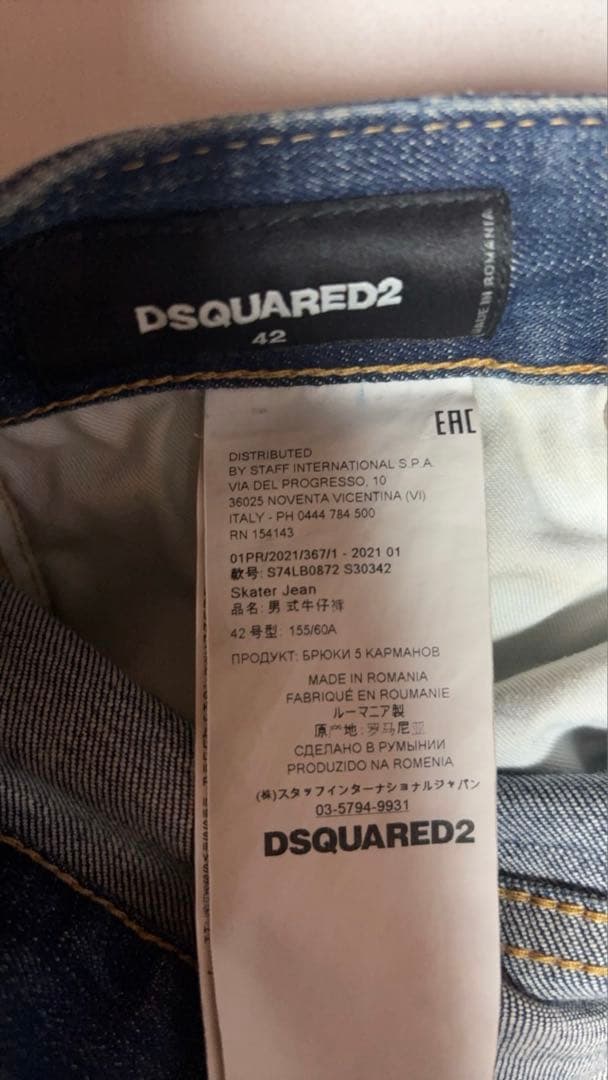 DSQUARED2
42
MADE IN ROMANIA
EAC
DISTRIBUTED
BY STAFF INTERNATIONAL S.P.A.
VIA DEL PROGRESSO, 10
36025 NOVENTA VICENTINA (VI)
ITALY - PH 0444 784 500
RN 154143
01PR/2021/367/1 - 2021 01
款号: S74LB0872 S30342
Skater Jean
品名: 男式牛仔裤
42 号型: 155/60A
ПРОДУКТ: БРЮКИ 5 КАРМАНОВ
MADE IN ROMANIA
FABRIQUÉ EN ROUMANIE
ルーマニア製
原产地: 罗马尼亚
СДЕЛАНО В РУМЫНИИ
PRODUZIDO NA ROMENIA
(株)スタッフインターナショナルジャパン
03-5794-9931
DSQUARED2